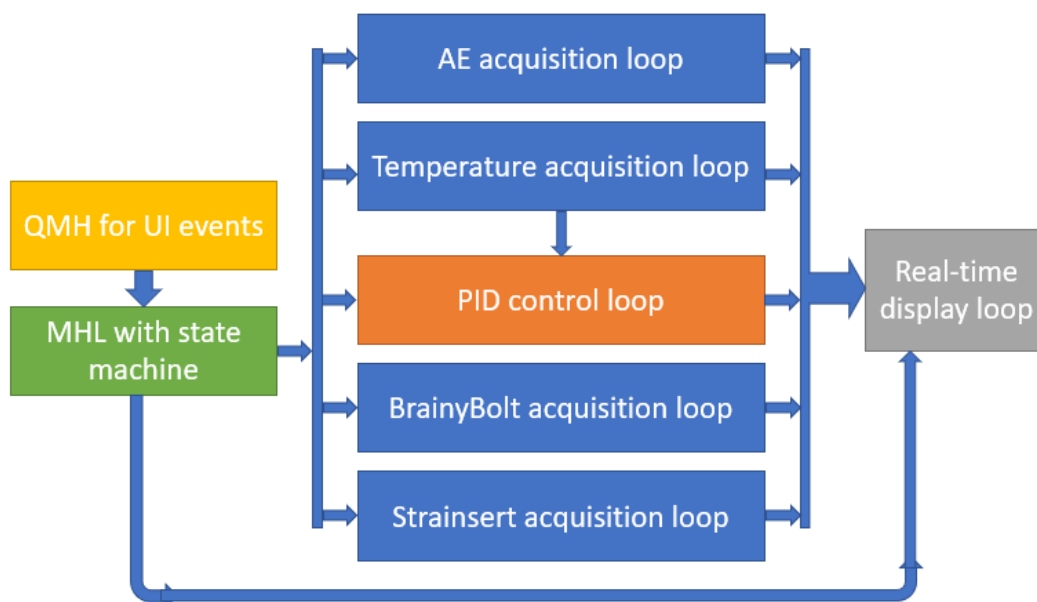 AE acquisition loop
Temperature acquisition loop
QMH for UI events
PID control loop
Real-time
display loop
MHL with state
machine
BrainyBolt acquisition loop
Strainsert acquisition loop